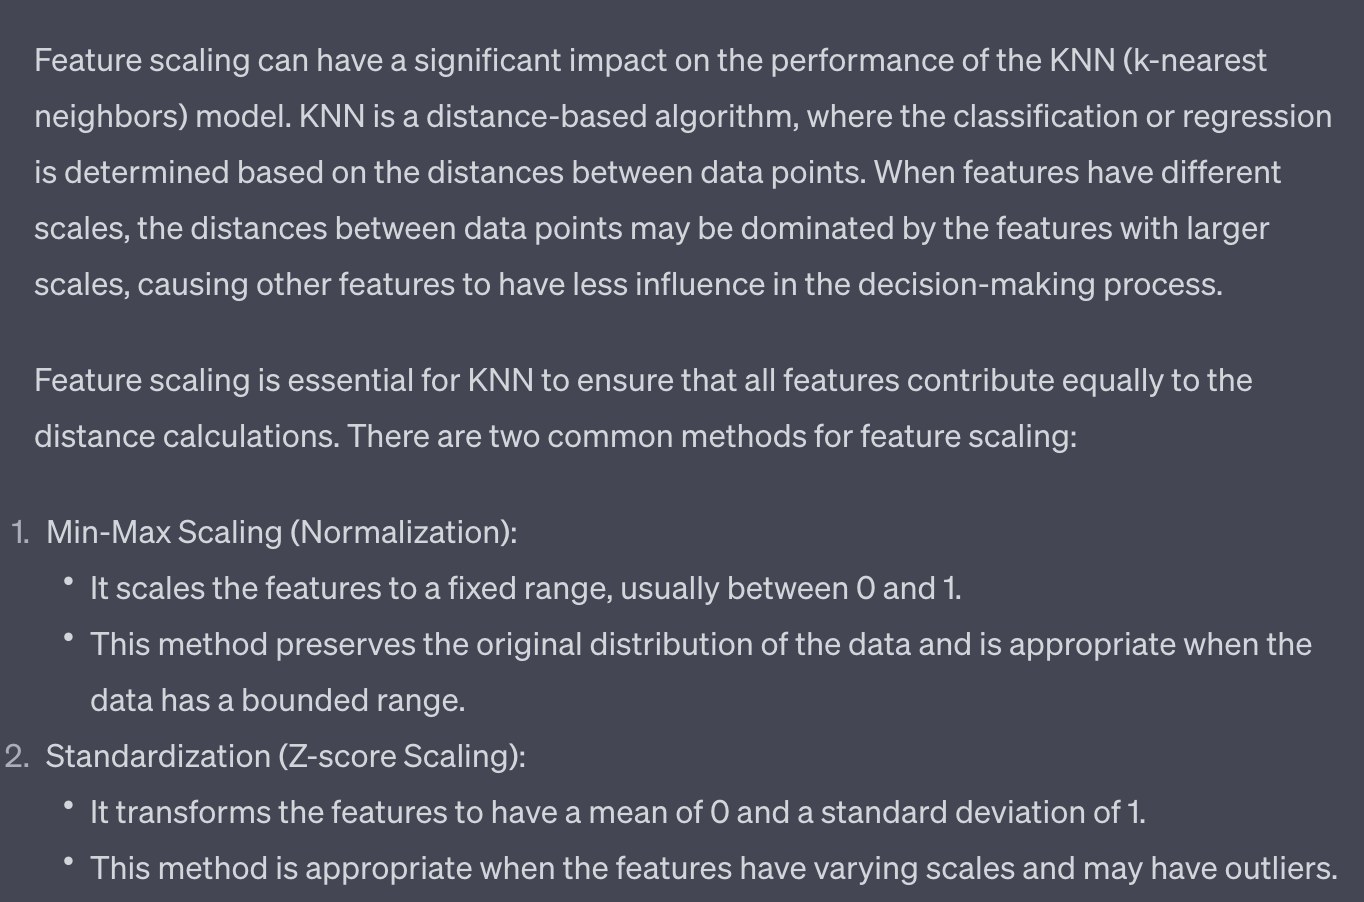 Feature scaling can have a significant impact on the performance of the KNN (k-nearest
neighbors) model. KNN is a distance-based algorithm, where the classification or regression
is determined based on the distances between data points. When features have different
scales, the distances between data points may be dominated by the features with larger
scales, causing other features to have less influence in the decision-making process.
Feature scaling is essential for KNN to ensure that all features contribute equally to the
distance calculations. There are two common methods for feature scaling:
1. Min-Max Scaling (Normalization):
• It scales the features to a fixed range, usually between 0 and 1.
• This method preserves the original distribution of the data and is appropriate when the
data has a bounded range.
2. Standardization (Z-score Scaling):
• It transforms the features to have a mean of 0 and a standard deviation of 1.
• This method is appropriate when the features have varying scales and may have outliers.